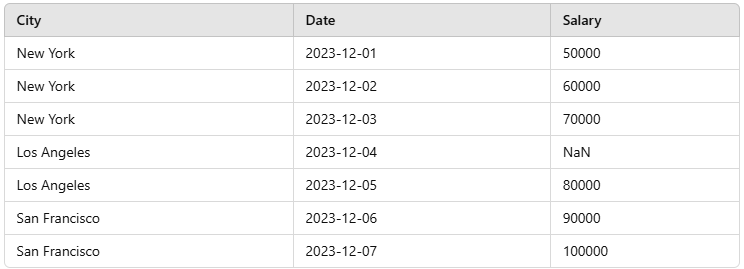 City Date Salary
New York 2023-12-01 50000
New York 2023-12-02 60000
New York 2023-12-03 70000
Los Angeles 2023-12-04 NaN
Los Angeles 2023-12-05 80000
San Francisco 2023-12-06 90000
San Francisco 2023-12-07 100000